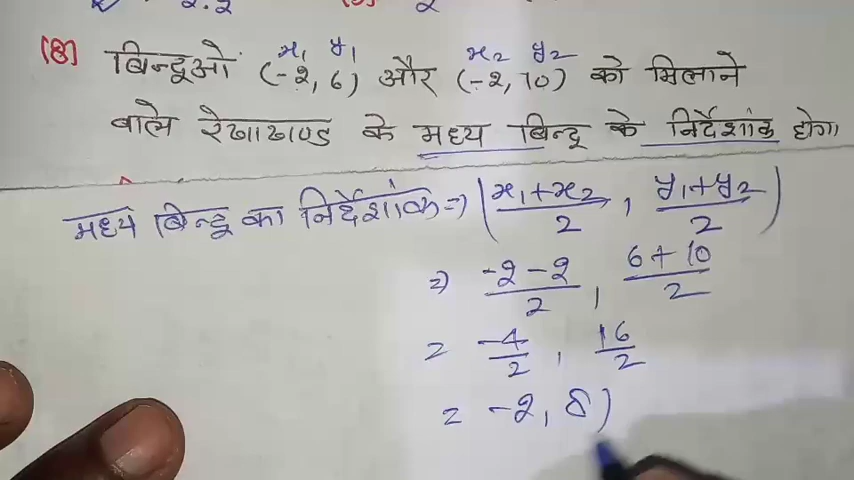 (8) बिन्दूओं (-2, 6) और (-2, 10) को मिलाने
x₁ y₁ x₂ y₂
वाले रेखाखण्ड के मध्य बिन्दू के निर्देशांक होगा
मध्य बिन्दू का निर्देशांक => (x₁+x₂/2, y₁+y₂/2)
=> -2-2/2, 6+10/2
= -4/2, 16/2
= -2, 8)